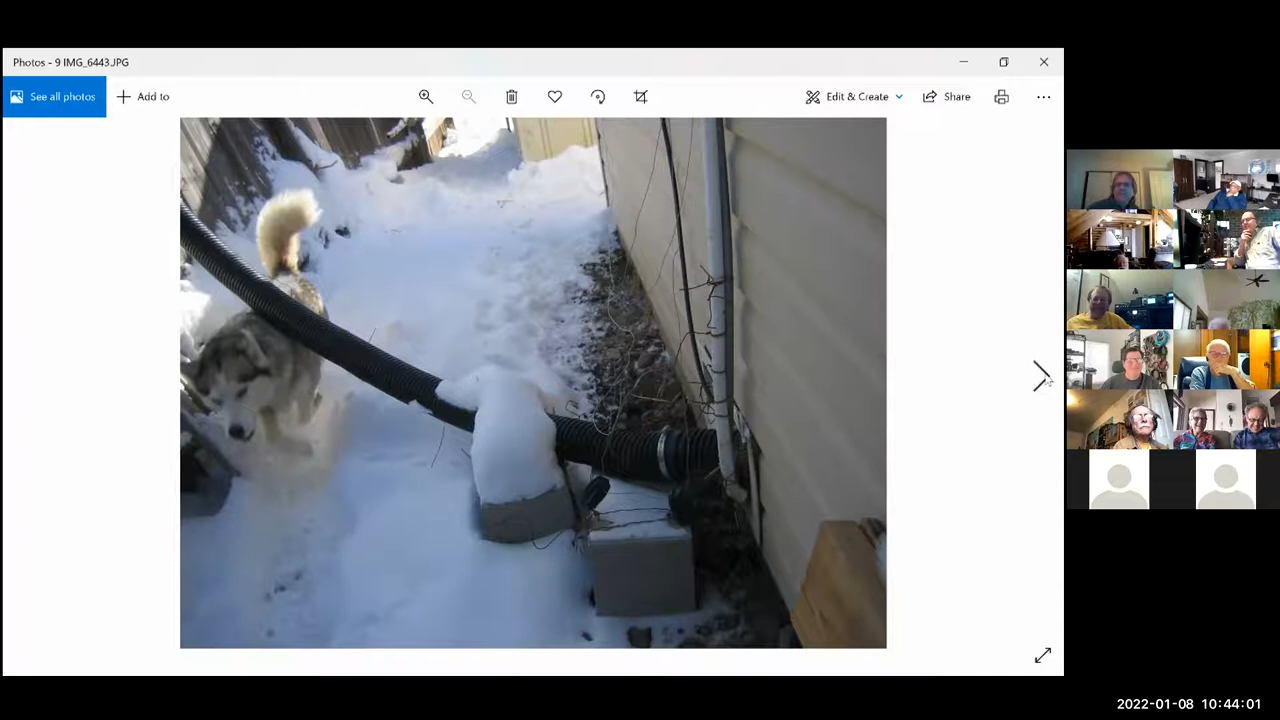 Photos - 9 IMG_6443.JPG
See all photos
Add to
Edit & Create
Share
2022-01-08 10:44:01